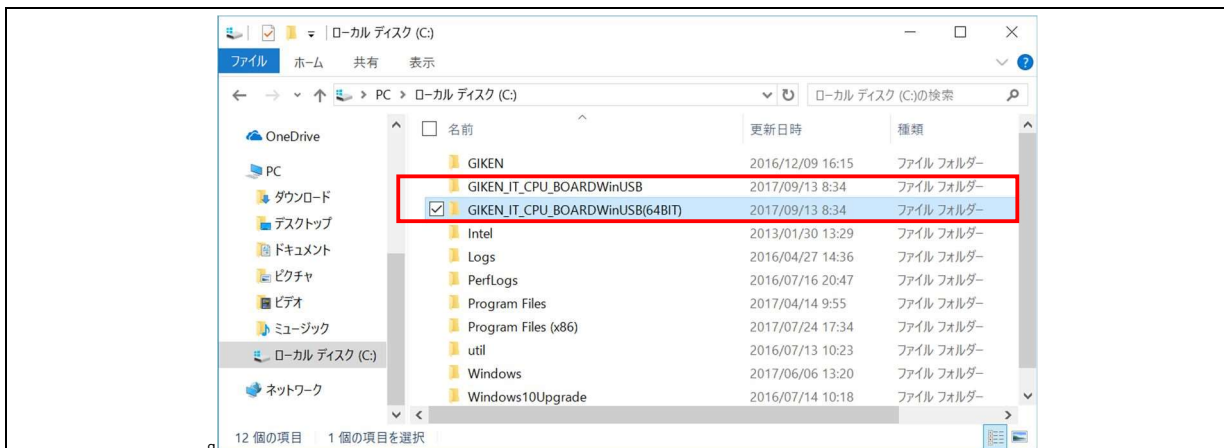 ローカル ディスク (C:)
ファイル ホーム 共有 表示
PC > ローカル ディスク (C:) ローカル ディスク (C:)の検索
名前 更新日時 種類
OneDrive
PC
ダウンロード
デスクトップ
ドキュメント
ピクチャ
ビデオ
ミュージック
ローカル ディスク (C:)
ネットワーク
GIKEN 2016/12/09 16:15 ファイル フォルダー
GIKEN_IT_CPU_BOARDWinUSB 2017/09/13 8:34 ファイル フォルダー
GIKEN_IT_CPU_BOARDWinUSB(64BIT) 2017/09/13 8:34 ファイル フォルダー
Intel 2013/01/30 13:29 ファイル フォルダー
Logs 2016/04/27 14:36 ファイル フォルダー
PerfLogs 2016/07/16 20:47 ファイル フォルダー
Program Files 2017/04/14 9:55 ファイル フォルダー
Program Files (x86) 2017/07/24 17:34 ファイル フォルダー
util 2016/07/13 10:23 ファイル フォルダー
Windows 2017/06/06 13:20 ファイル フォルダー
Windows10Upgrade 2016/07/14 10:18 ファイル フォルダー
12 個の項目 1 個の項目を選択